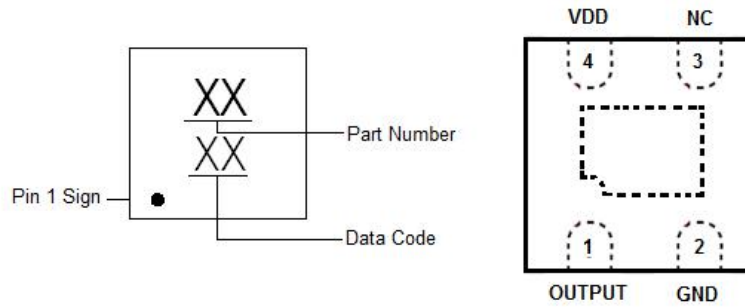 XX
Part Number
XX
Pin 1 Sign
Data Code
VDD NC
4 3
1 2
OUTPUT GND